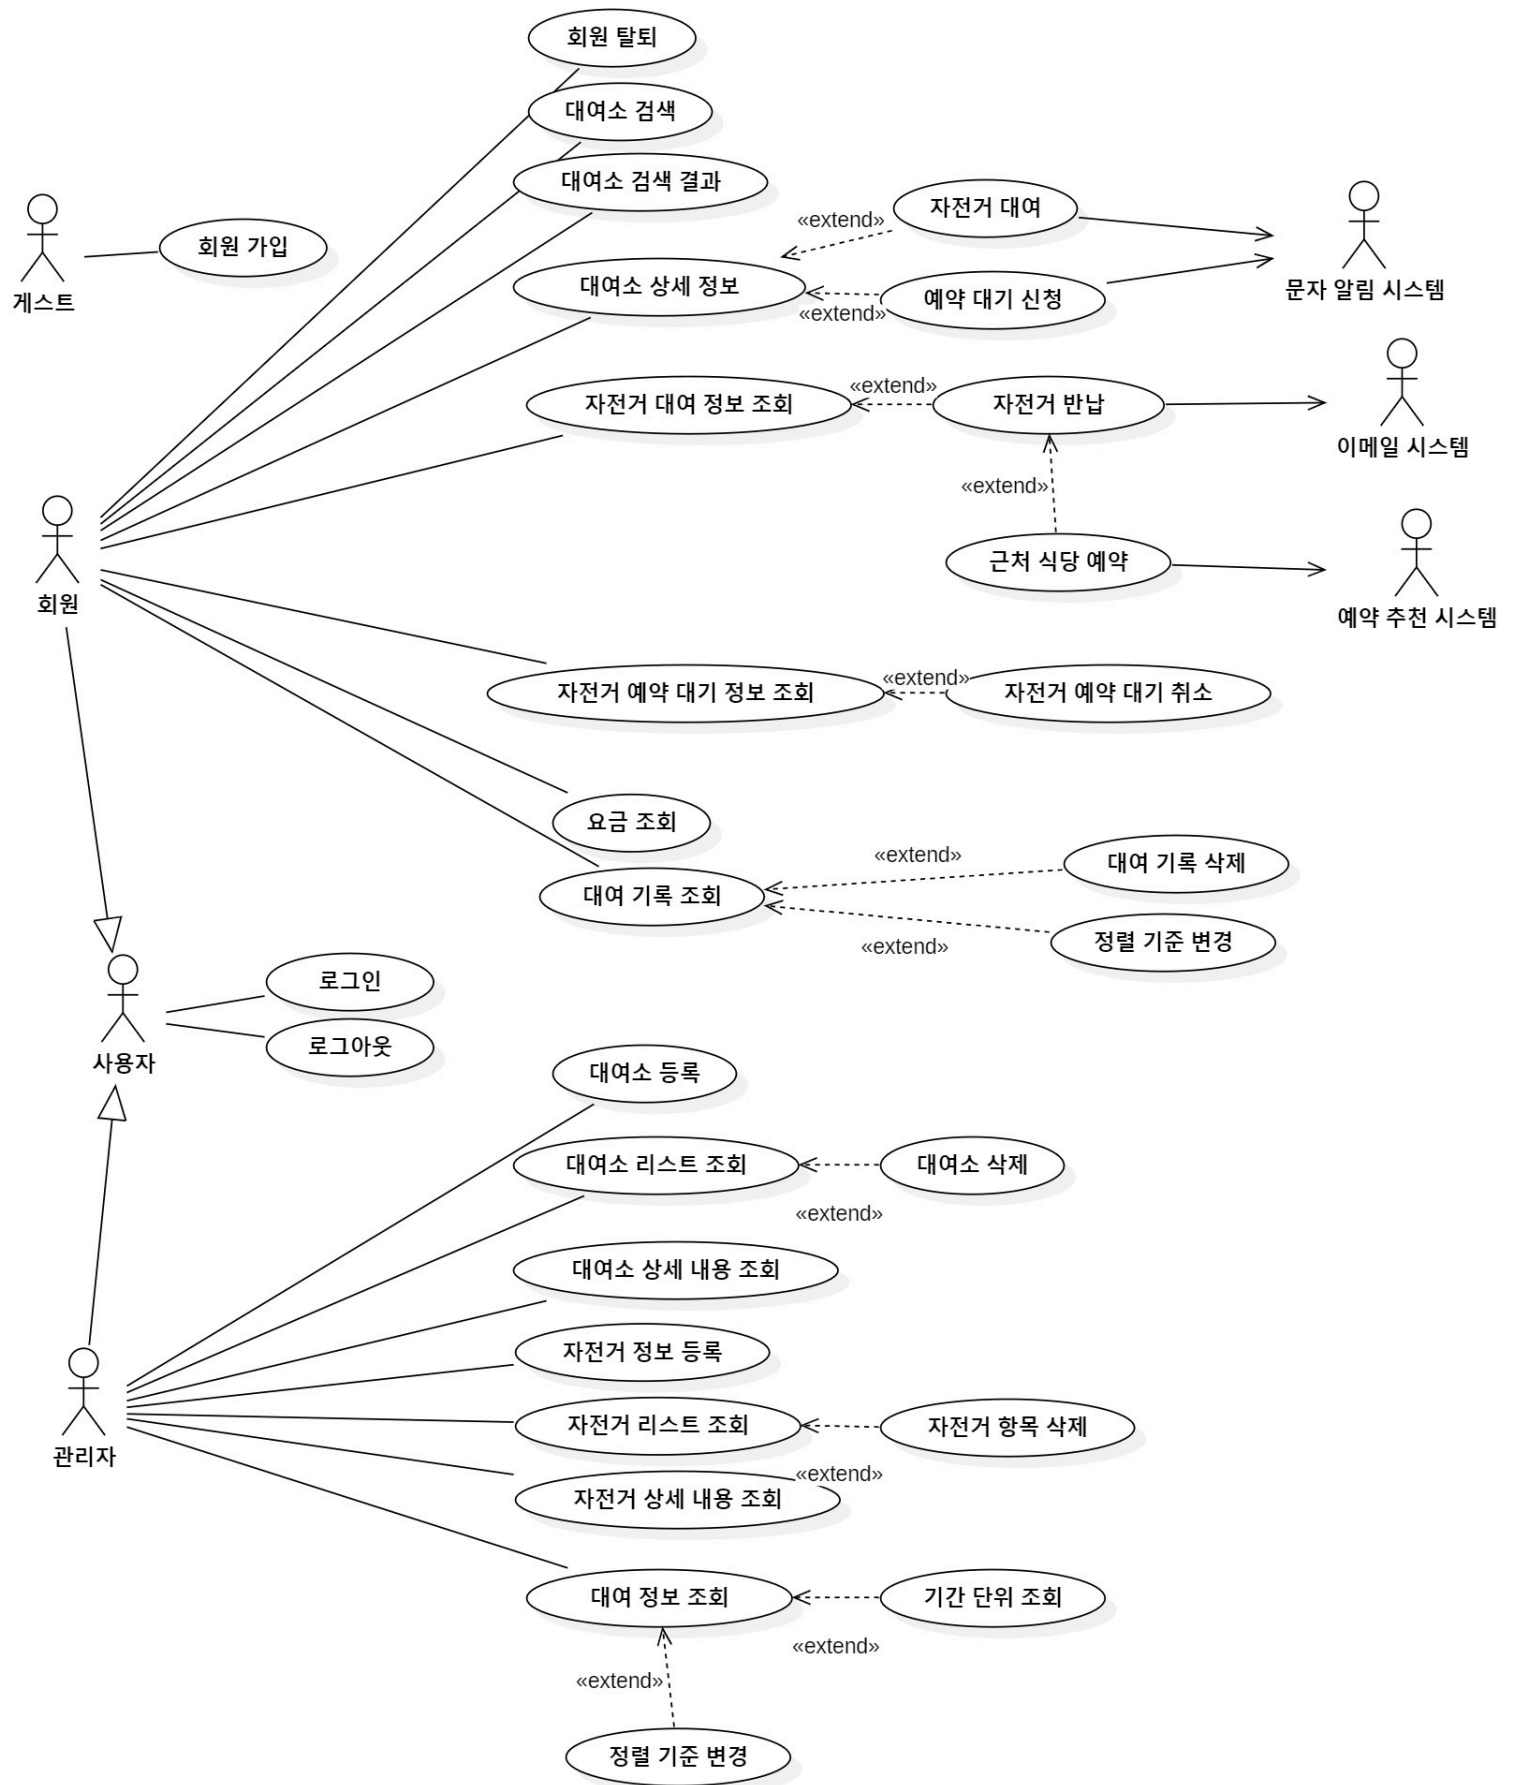 회원 탈퇴
대여소 검색
대여소 검색 결과
«extend»
자전거 대여
회원 가입
게스트
대여소 상세 정보
«extend»
예약 대기 신청
문자 알림 시스템
자전거 대여 정보 조회
«extend»
자전거 반납
이메일 시스템
«extend»
근처 식당 예약
예약 추천 시스템
회원
자전거 예약 대기 정보 조회
«extend»
자전거 예약 대기 취소
요금 조회
대여 기록 조회
«extend»
대여 기록 삭제
«extend»
정렬 기준 변경
로그인
로그아웃
사용자
대여소 등록
대여소 리스트 조회
대여소 삭제
«extend»
대여소 상세 내용 조회
자전거 정보 등록
자전거 리스트 조회
자전거 항목 삭제
관리자
«extend»
자전거 상세 내용 조회
대여 정보 조회
기간 단위 조회
«extend»
«extend»
정렬 기준 변경